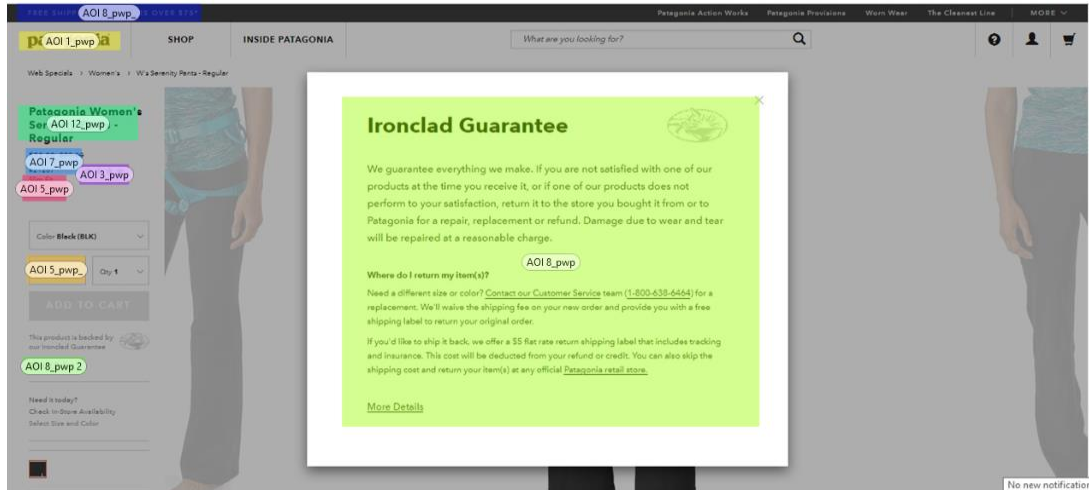 FREE SHIPP AOI 8_pwp_ S OVER $75*
Patagonia Action Works Patagonia Provisions Worn Wear The Cleanest Line MORE
pa AOI 1_pwp ia SHOP INSIDE PATAGONIA What are you looking for?
Web Specials › Women's › W's Serenity Pants - Regular
Patagonia Women's
Ser AOI 12_pwp -
Regular
AOI 7_pwp
AOI 3_pwp
AOI 5_pwp
Color Black (BLK)
AOI 5_pwp_ Qty 1
ADD TO CART
This product is backed by
our Ironclad Guarantee
AOI 8_pwp 2
Need it today?
Check In-Store Availability
Select Size and Color
Ironclad Guarantee
We guarantee everything we make. If you are not satisfied with one of our
products at the time you receive it, or if one of our products does not
perform to your satisfaction, return it to the store you bought it from or to
Patagonia for a repair, replacement or refund. Damage due to wear and tear
will be repaired at a reasonable charge.
AOI 8_pwp
Where do I return my item(s)?
Need a different size or color? Contact our Customer Service team (1-800-638-6464) for a
replacement. We'll waive the shipping fee on your new order and provide you with a free
shipping label to return your original order.
If you'd like to ship it back, we offer a $5 flat rate return shipping label that includes tracking
and insurance. This cost will be deducted from your refund or credit. You can also skip the
shipping cost and return your item(s) at any official Patagonia retail store.
More Details
No new notification